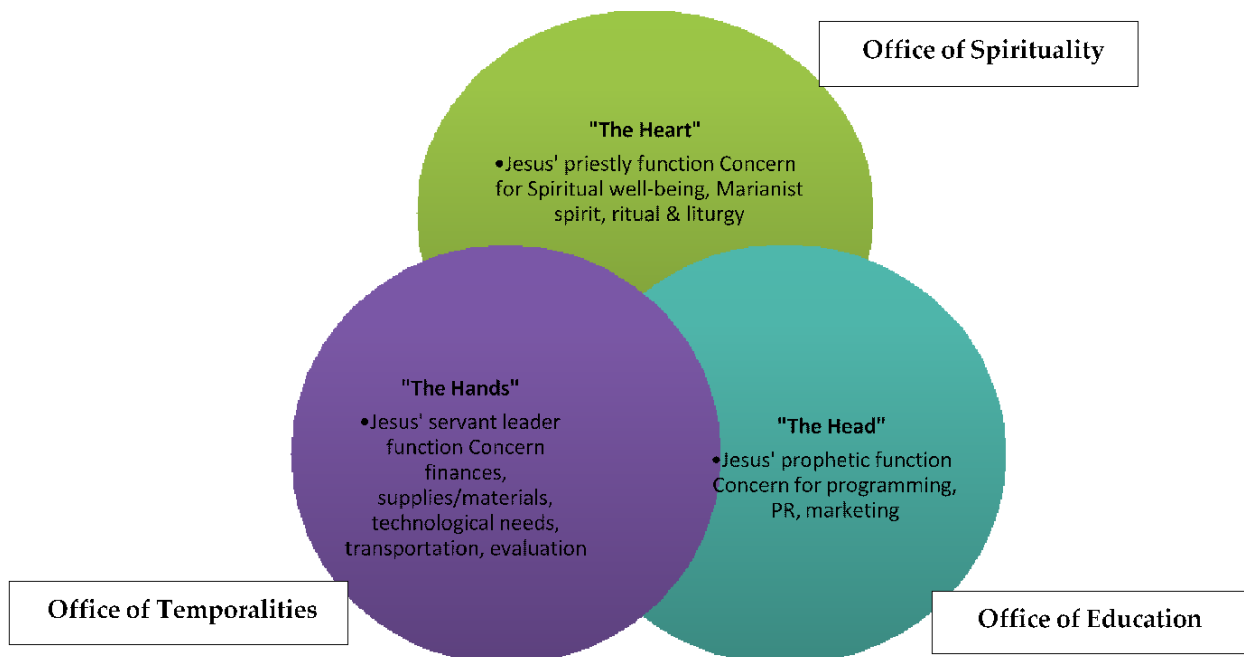 Office of Spirituality
"The Heart"
•Jesus' priestly function Concern
for Spiritual well-being, Marianist
spirit, ritual & liturgy
"The Hands"
•Jesus' servant leader
function Concern
finances,
supplies/materials,
technological needs,
transportation, evaluation
"The Head"
•Jesus' prophetic function
Concern for programming,
PR, marketing
Office of Temporalities
Office of Education